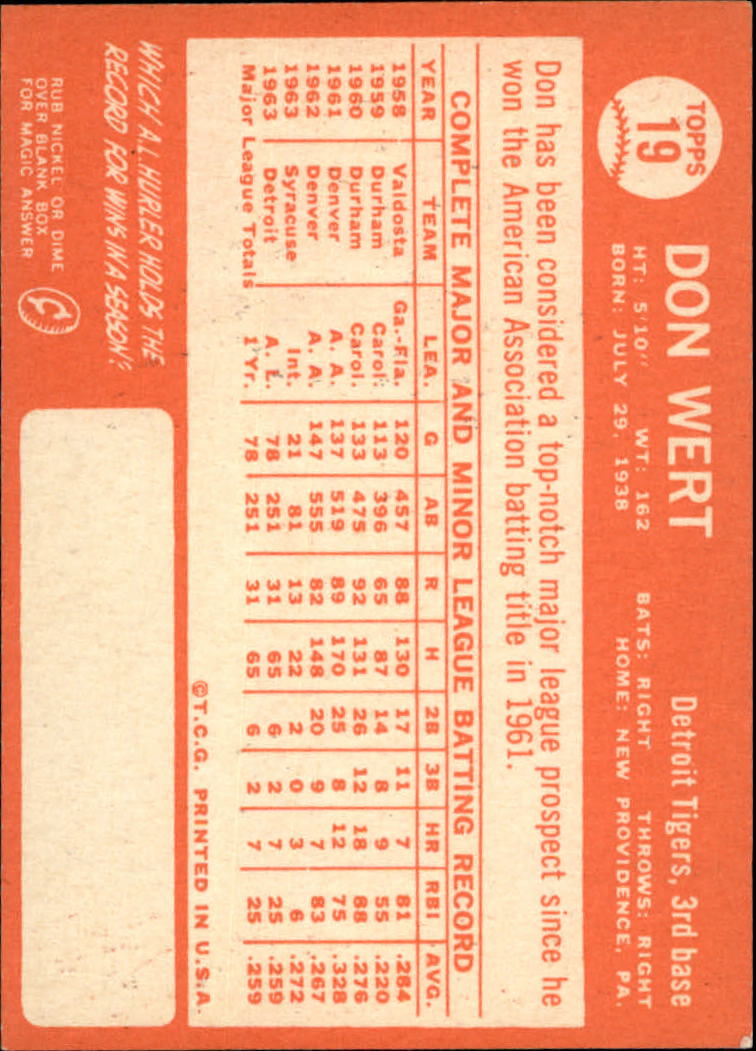 TOPPS
19
DON WERT
Detroit Tigers, 3rd base
HT: 5'10" WT: 162 BATS: RIGHT THROWS: RIGHT
BORN: JULY 29, 1938 HOME: NEW PROVIDENCE, PA.
Don has been considered a top-notch major league prospect since he
won the American Association batting title in 1961.
COMPLETE MAJOR AND MINOR LEAGUE BATTING RECORD
YEAR TEAM LEA. G AB R H 2B 3B HR RBI AVG.
1958 Valdosta Ga.-Fla. 120 457 88 130 17 11 7 81 .284
1959 Durham Carol. 113 396 65 87 14 8 9 55 .220
1960 Durham Carol. 133 475 92 131 26 12 18 88 .276
1961 Denver A. A. 137 519 89 170 25 8 12 75 .328
1962 Denver A. A. 147 555 82 148 20 9 7 83 .267
1963 Syracuse Int. 21 81 13 22 2 0 3 6 .272
1963 Detroit A. L. 78 251 31 65 6 2 7 25 .259
Major League Totals 1 Yr. 78 251 31 65 6 2 7 25 .259
©T.C.G. PRINTED IN U.S.A.
WHICH A.L. HURLER HOLDS THE
RECORD FOR WINS IN A SEASON?
RUB NICKEL OR DIME
OVER BLANK BOX
FOR MAGIC ANSWER